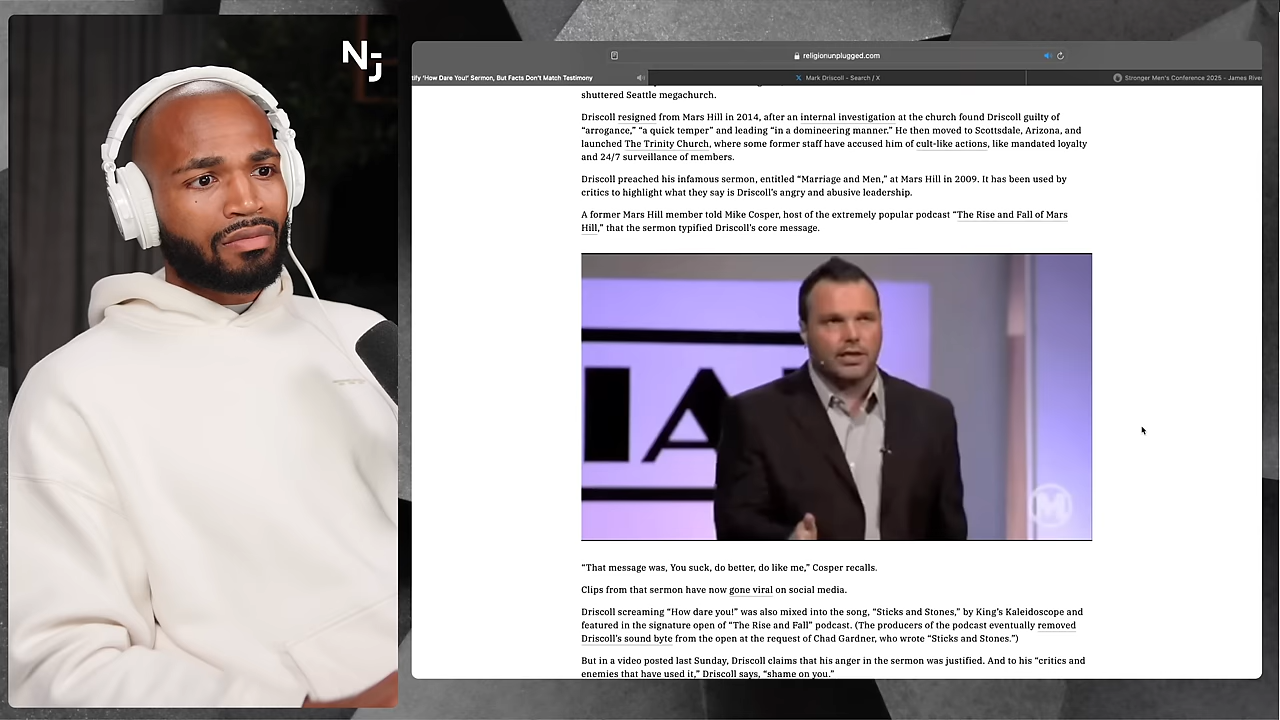 NJ
religionunplugged.com
tify ‘How Dare You!’ Sermon, But Facts Don’t Match Testimony
Mark Driscoll - Search / X
Stronger Men's Conference 2025 - James River
shuttered Seattle megachurch.
Driscoll resigned from Mars Hill in 2014, after an internal investigation at the church found Driscoll guilty of
“arrogance,” “a quick temper” and leading “in a domineering manner.” He then moved to Scottsdale, Arizona, and
launched The Trinity Church, where some former staff have accused him of cult-like actions, like mandated loyalty
and 24/7 surveillance of members.
Driscoll preached his infamous sermon, entitled “Marriage and Men,” at Mars Hill in 2009. It has been used by
critics to highlight what they say is Driscoll’s angry and abusive leadership.
A former Mars Hill member told Mike Cosper, host of the extremely popular podcast “The Rise and Fall of Mars
Hill,” that the sermon typified Driscoll’s core message.
M
“That message was, You suck, do better, do like me,” Cosper recalls.
Clips from that sermon have now gone viral on social media.
Driscoll screaming “How dare you!” was also mixed into the song, “Sticks and Stones,” by King’s Kaleidoscope and
featured in the signature open of “The Rise and Fall” podcast. (The producers of the podcast eventually removed
Driscoll’s sound byte from the open at the request of Chad Gardner, who wrote “Sticks and Stones.”)
But in a video posted last Sunday, Driscoll claims that his anger in the sermon was justified. And to his “critics and
enemies that have used it,” Driscoll says, “shame on you.”